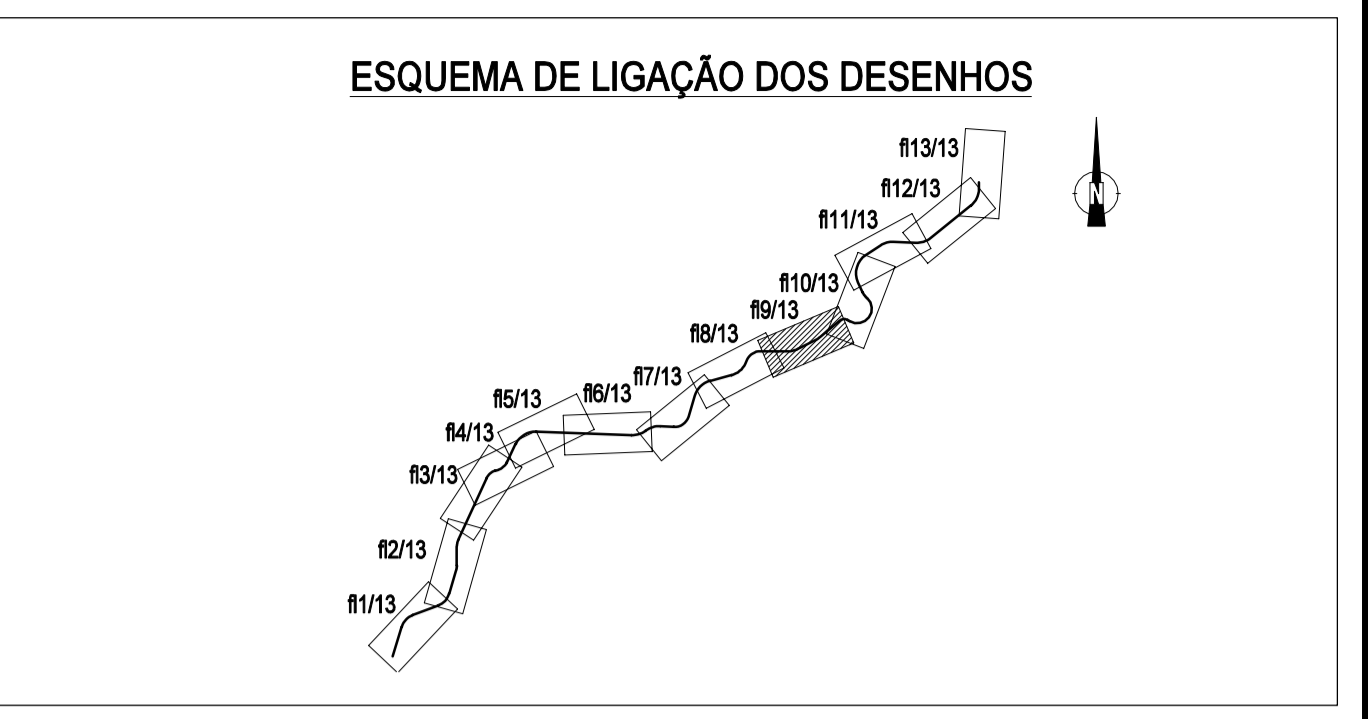 ESQUEMA DE LIGAÇÃO DOS DESENHOS
fl13/13
fl12/13
fl11/13
fl10/13
fl9/13
fl8/13
fl7/13
fl6/13
fl5/13
fl4/13
fl3/13
fl2/13
fl1/13
N